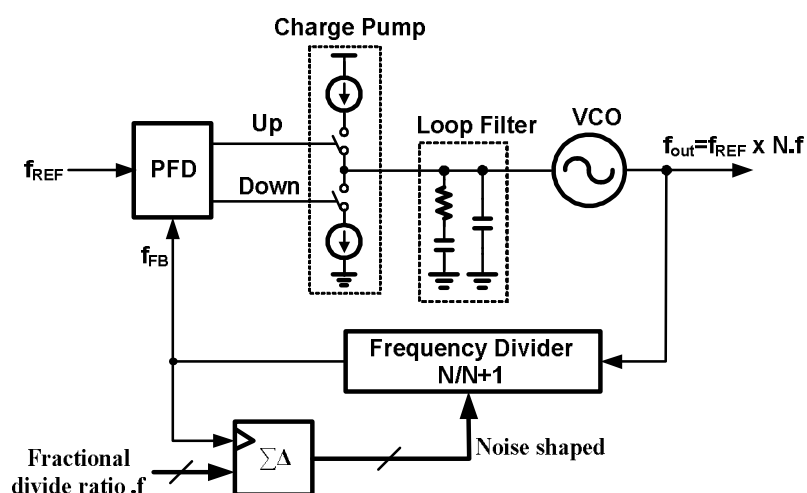 Charge Pump
Up
Loop Filter
VCO
fout=fREF x N.f
fREF
PFD
Down
fFB
Frequency Divider
N/N+1
Fractional
divide ratio .f
ΣΔ
Noise shaped